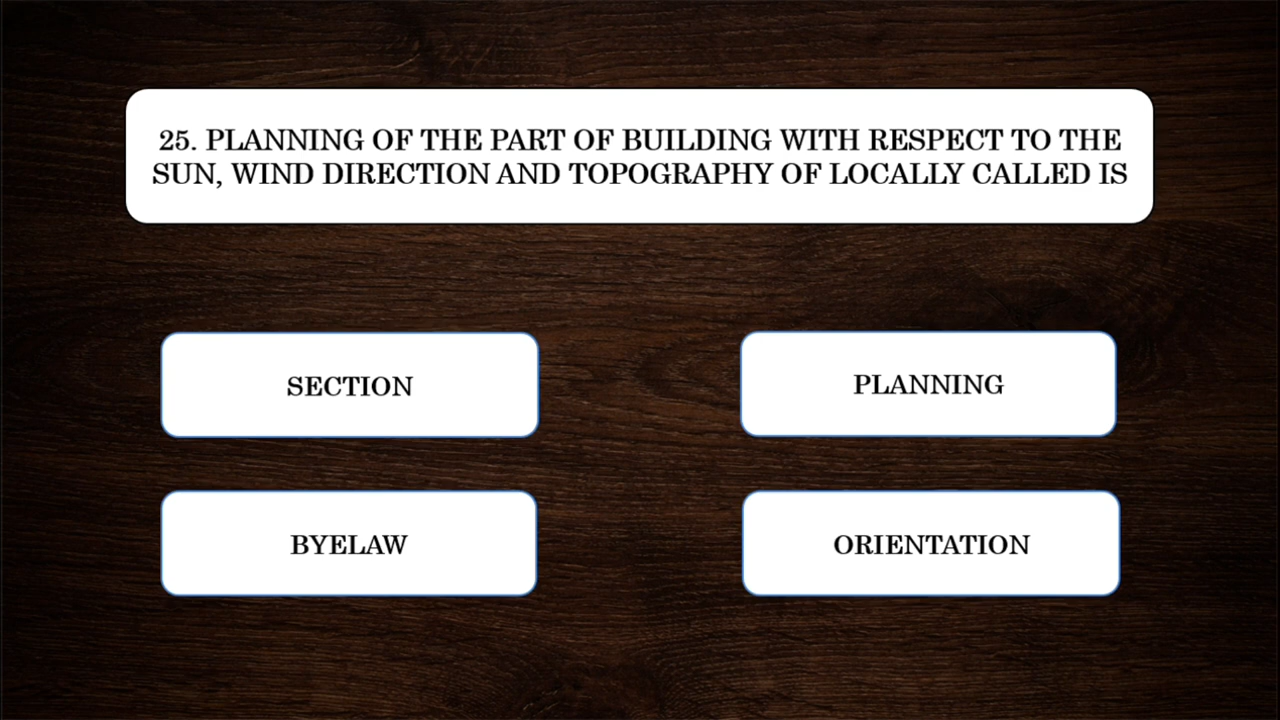 25. PLANNING OF THE PART OF BUILDING WITH RESPECT TO THE
SUN, WIND DIRECTION AND TOPOGRAPHY OF LOCALLY CALLED IS
SECTION
PLANNING
BYELAW
ORIENTATION